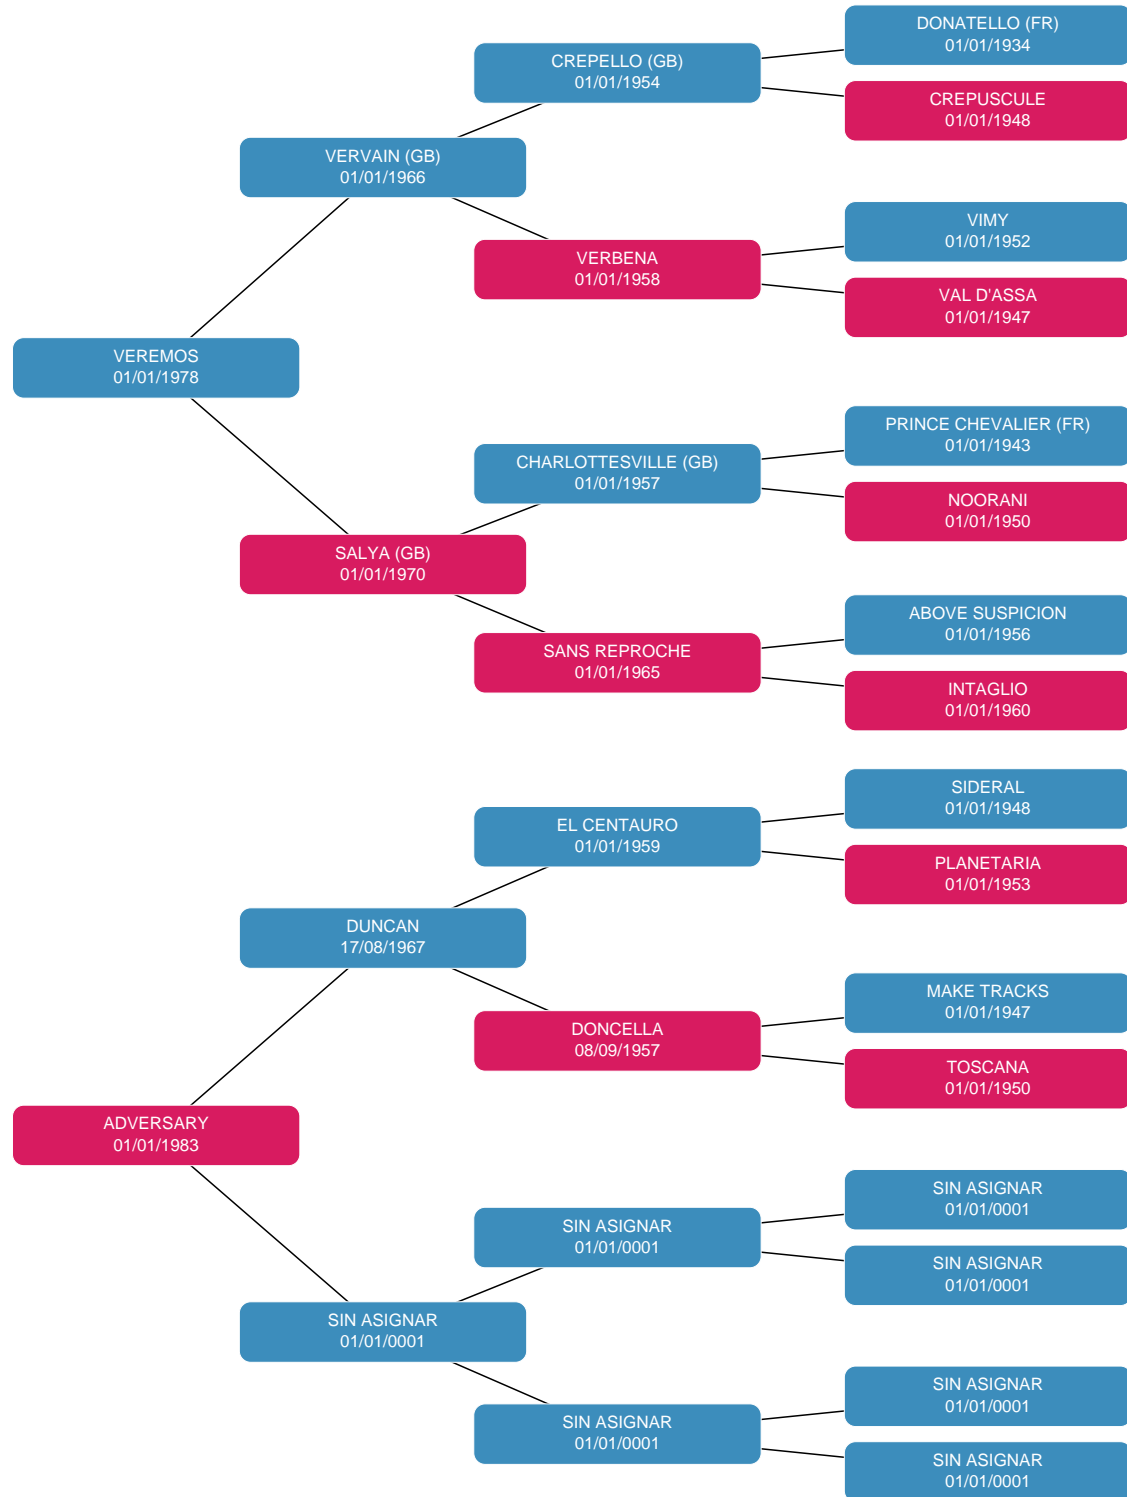 DONATELLO (FR)
01/01/1934
CREPELLO (GB)
01/01/1954
CREPUSCULE
01/01/1948
VERVAIN (GB)
01/01/1966
VIMY
01/01/1952
VERBENA
01/01/1958
VAL D'ASSA
01/01/1947
VEREMOS
01/01/1978
PRINCE CHEVALIER (FR)
01/01/1943
CHARLOTTESVILLE (GB)
01/01/1957
NOORANI
01/01/1950
SALYA (GB)
01/01/1970
ABOVE SUSPICION
01/01/1956
SANS REPROCHE
01/01/1965
INTAGLIO
01/01/1960
SIDERAL
01/01/1948
EL CENTAURO
01/01/1959
PLANETARIA
01/01/1953
DUNCAN
17/08/1967
MAKE TRACKS
01/01/1947
DONCELLA
08/09/1957
TOSCANA
01/01/1950
ADVERSARY
01/01/1983
SIN ASIGNAR
01/01/0001
SIN ASIGNAR
01/01/0001
SIN ASIGNAR
01/01/0001
SIN ASIGNAR
01/01/0001
SIN ASIGNAR
01/01/0001
SIN ASIGNAR
01/01/0001
SIN ASIGNAR
01/01/0001